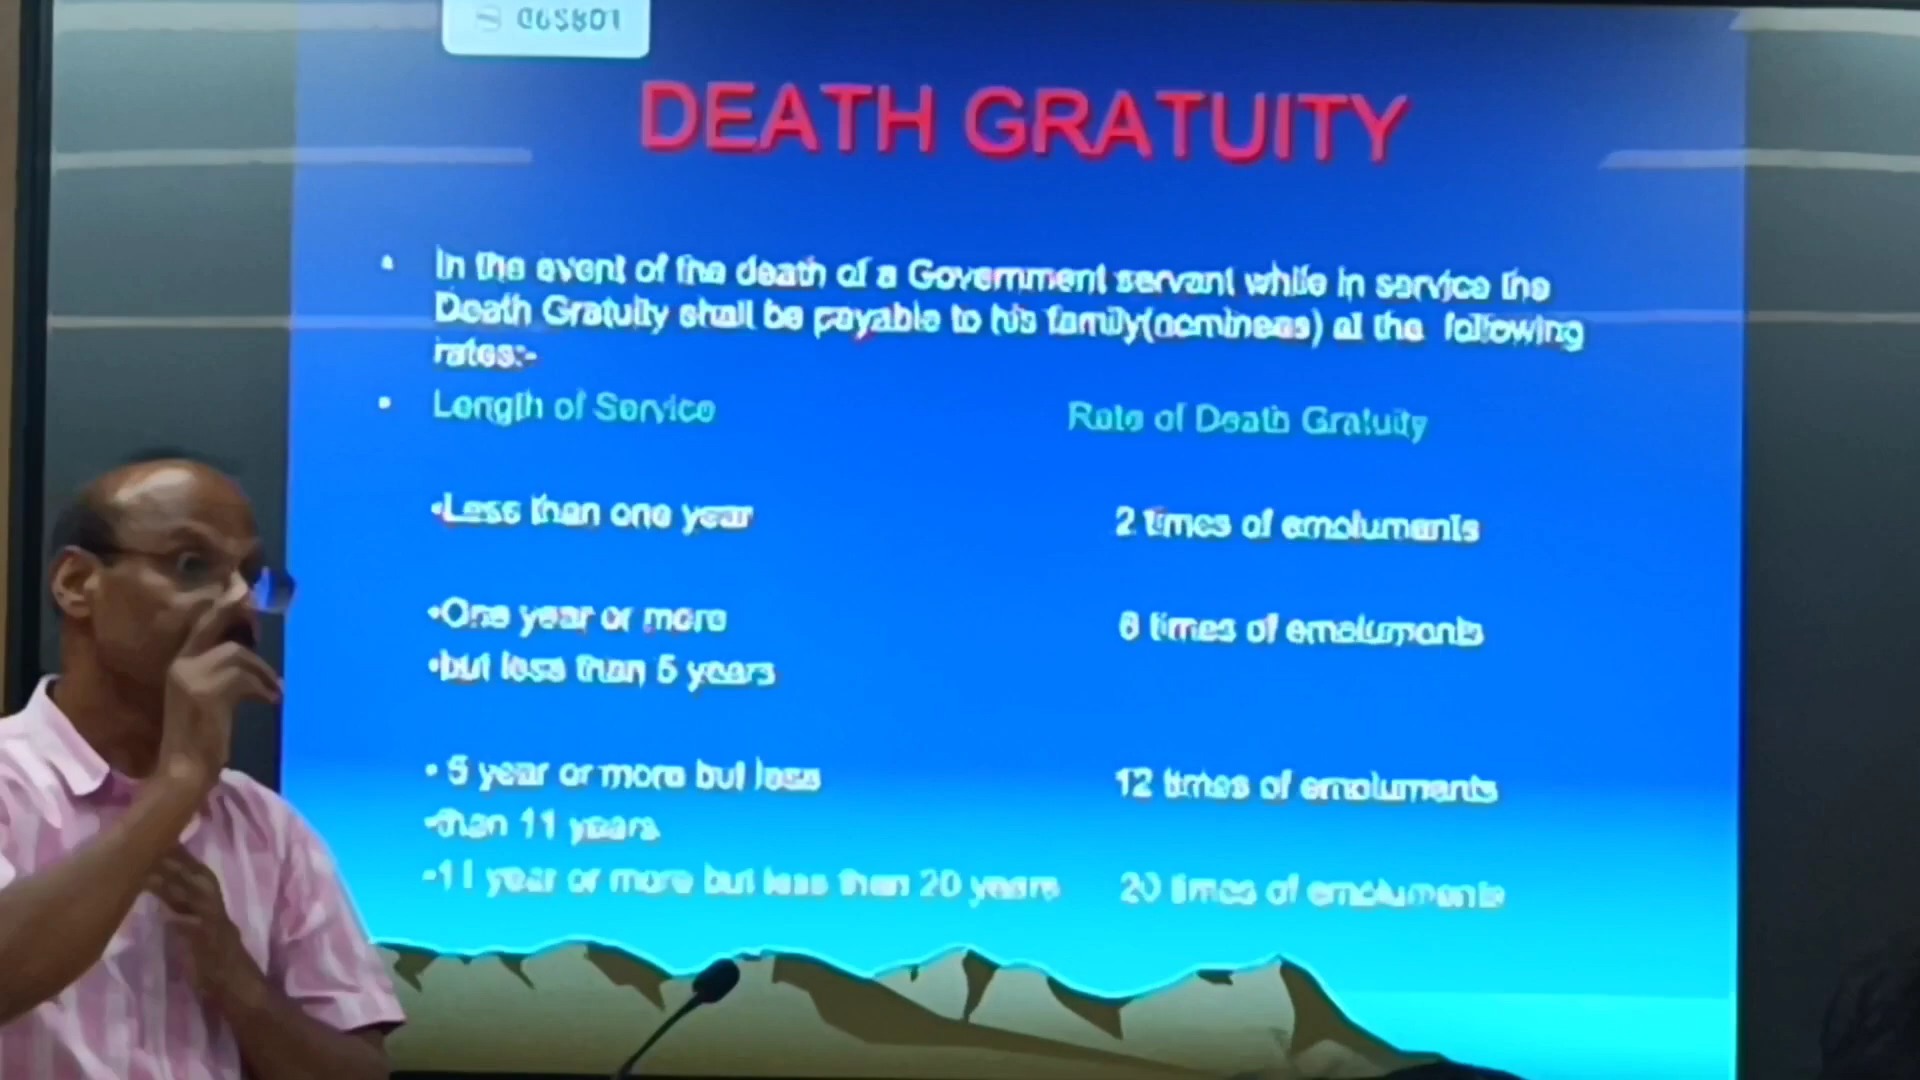 065801
DEATH GRATUITY
• In the event of the death of a Government servant while in service the
Death Gratuity shall be payable to his family(nominees) at the following
rates:-
• Length of Service Rate of Death Gratuity
•Less than one year 2 times of emoluments
•One year or more 6 times of emoluments
•but less than 5 years
• 5 year or more but less 12 times of emoluments
•than 11 years
•11 year or more but less than 20 years 20 times of emoluments